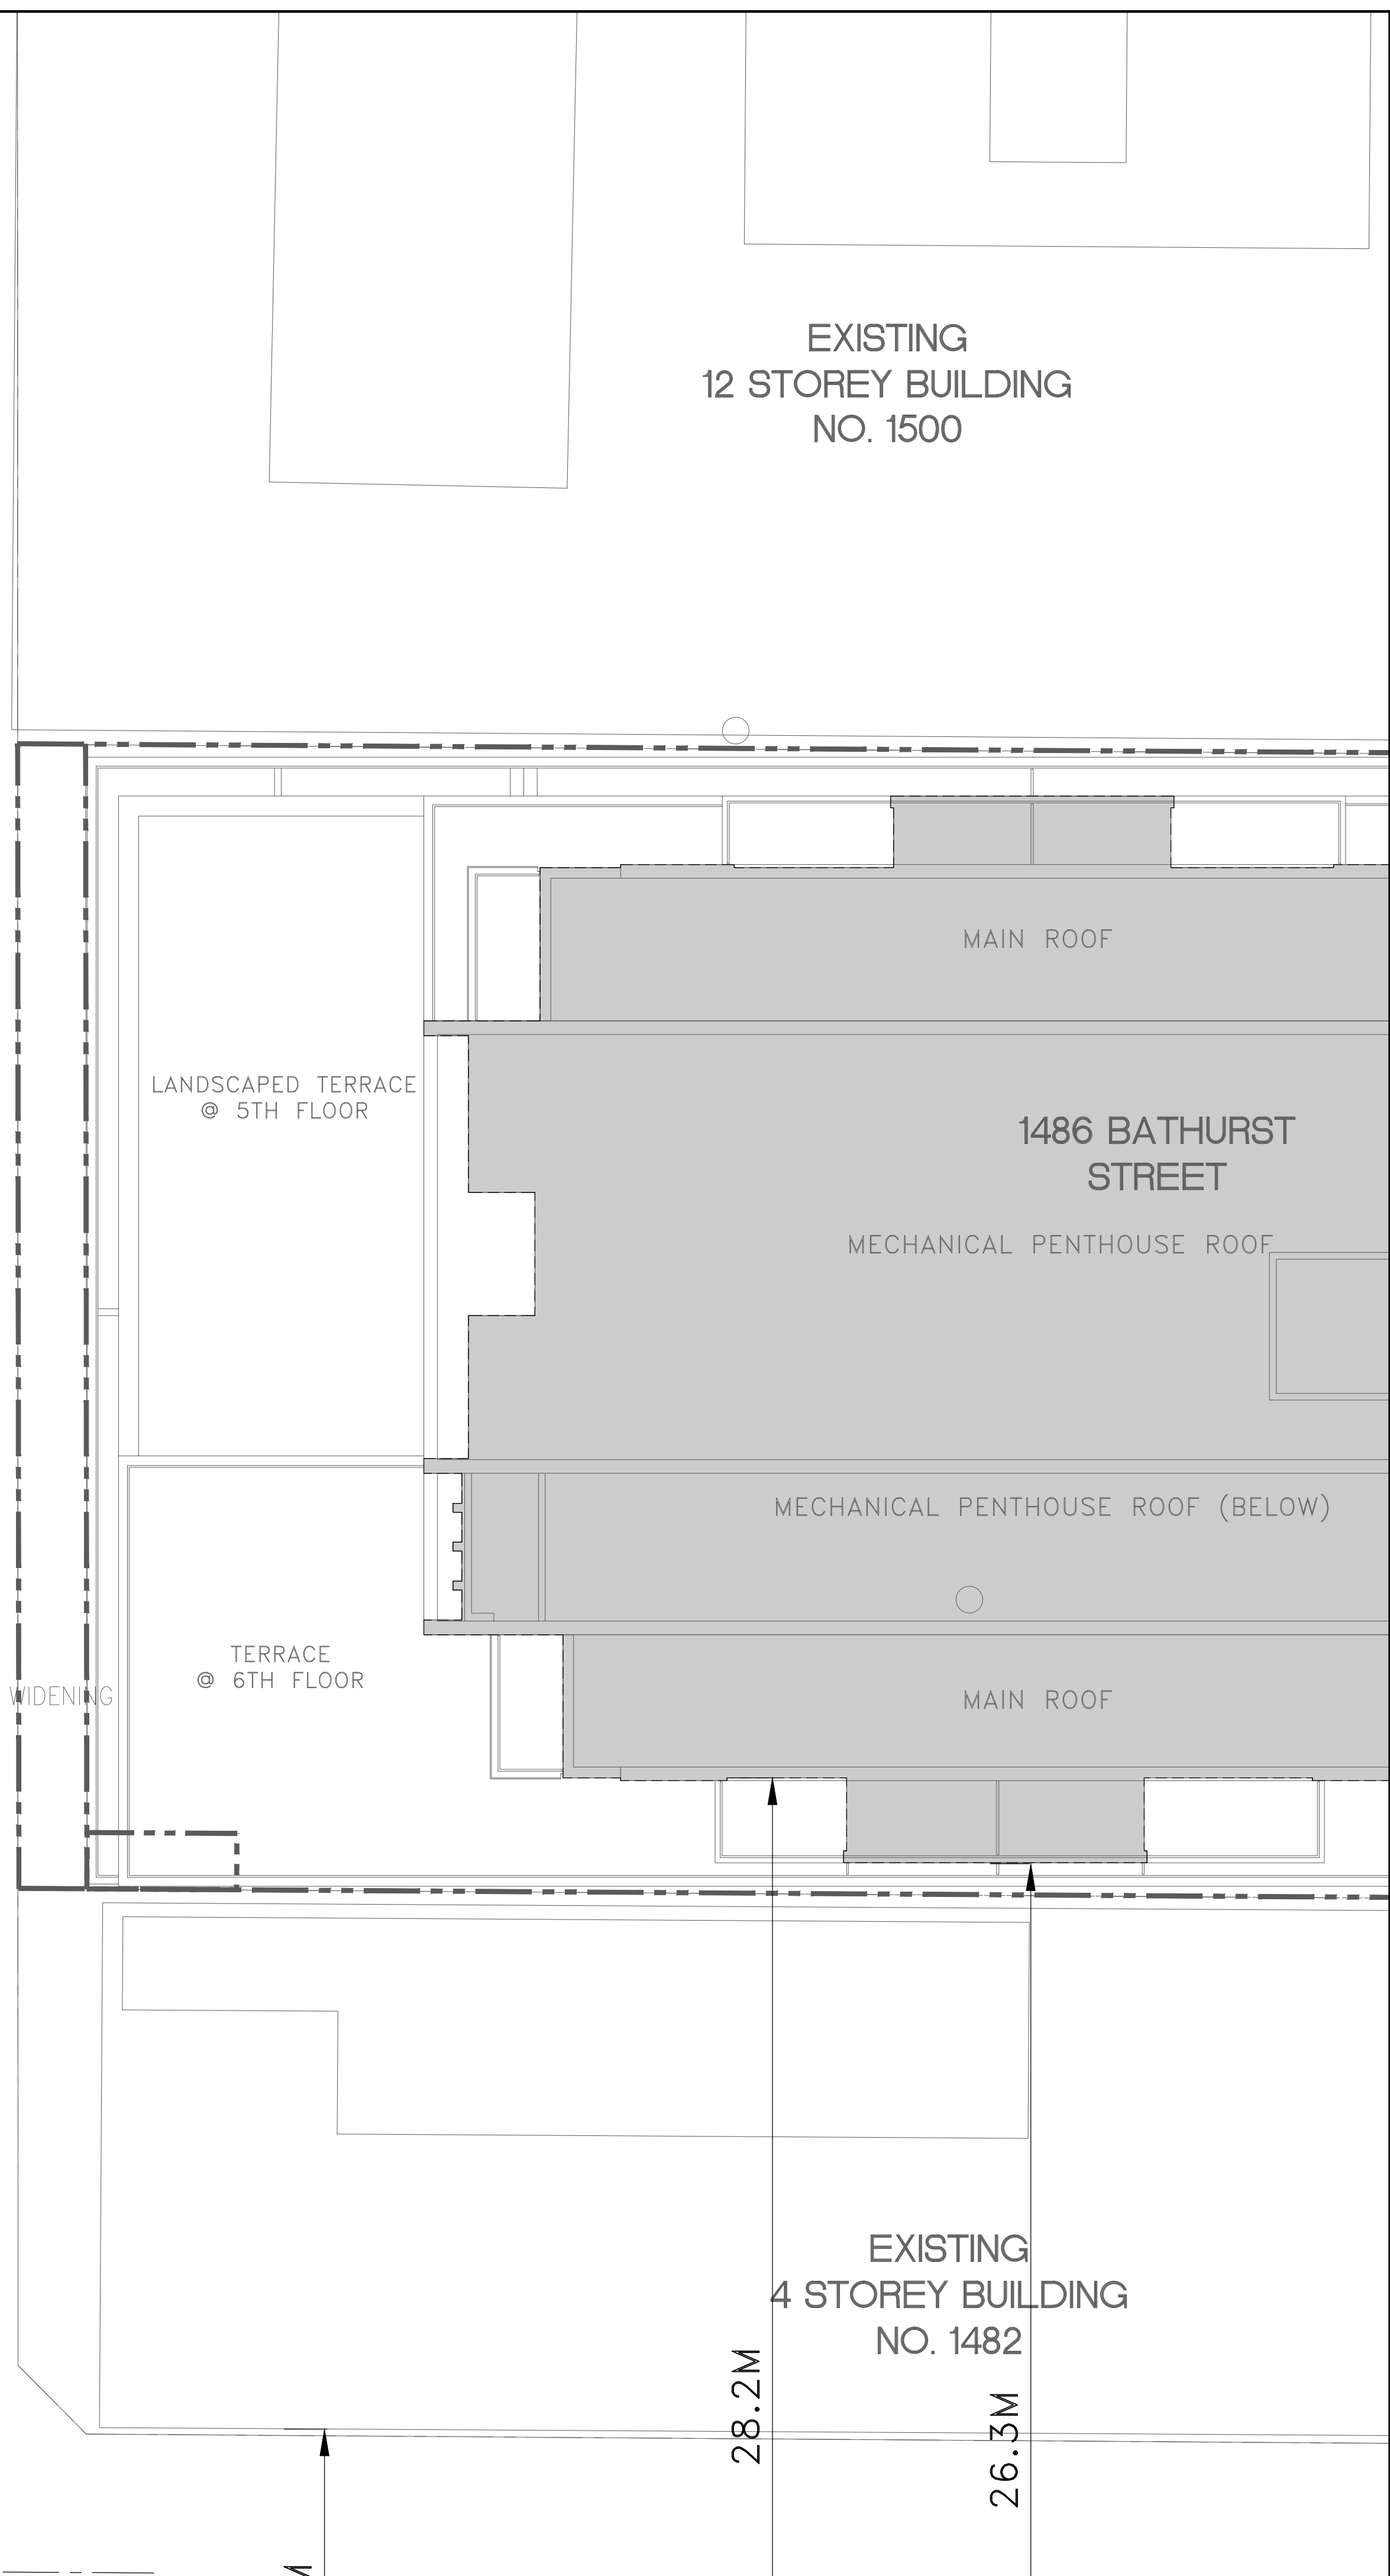 EXISTING
12 STOREY BUILDING
NO. 1500
MAIN ROOF
LANDSCAPED TERRACE
@ 5TH FLOOR
1486 BATHURST
STREET
MECHANICAL PENTHOUSE ROOF
MECHANICAL PENTHOUSE ROOF (BELOW)
TERRACE
@ 6TH FLOOR
WIDENING
MAIN ROOF
EXISTING
4 STOREY BUILDING
NO. 1482
28.2M
26.3M
M